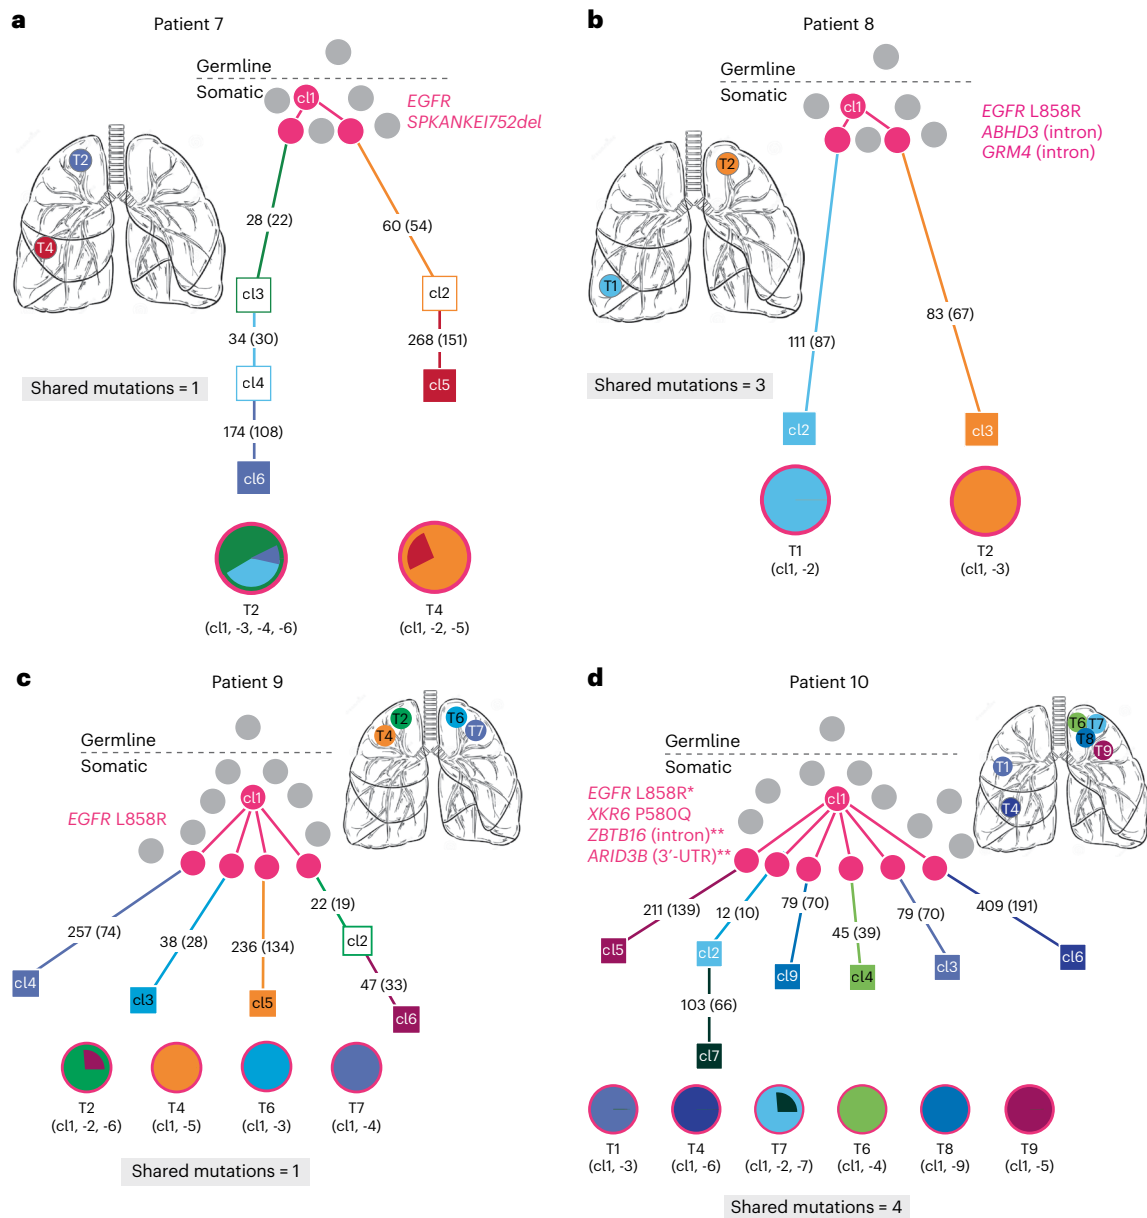 a
Patient 7
Germline
Somatic
cl1
EGFR
SPKANKEI752del
T2
T4
28 (22)
60 (54)
cl3
cl2
34 (30)
268 (151)
cl4
cl5
Shared mutations = 1
174 (108)
cl6
T2
(cl1, -3, -4, -6)
T4
(cl1, -2, -5)
b
Patient 8
Germline
Somatic
cl1
EGFR L858R
ABHD3 (intron)
GRM4 (intron)
T2
T1
83 (67)
111 (87)
Shared mutations = 3
cl2
cl3
T1
(cl1, -2)
T2
(cl1, -3)
c
Patient 9
Germline
Somatic
T2
T4
T6
T7
cl1
EGFR L858R
22 (19)
257 (74)
38 (28)
236 (134)
cl2
cl4
cl3
cl5
47 (33)
cl6
T2
(cl1, -2, -6)
T4
(cl1, -5)
T6
(cl1, -3)
T7
(cl1, -4)
Shared mutations = 1
d
Patient 10
Germline
Somatic
T6
T7
T8
T9
T1
T4
cl1
EGFR L858R*
XKR6 P580Q
ZBTB16 (intron)**
ARID3B (3'-UTR)**
211 (139)
12 (10)
79 (70)
45 (39)
79 (70)
409 (191)
cl5
cl2
cl9
cl4
cl3
cl6
103 (66)
cl7
T1
(cl1, -3)
T4
(cl1, -6)
T7
(cl1, -2, -7)
T6
(cl1, -4)
T8
(cl1, -9)
T9
(cl1, -5)
Shared mutations = 4